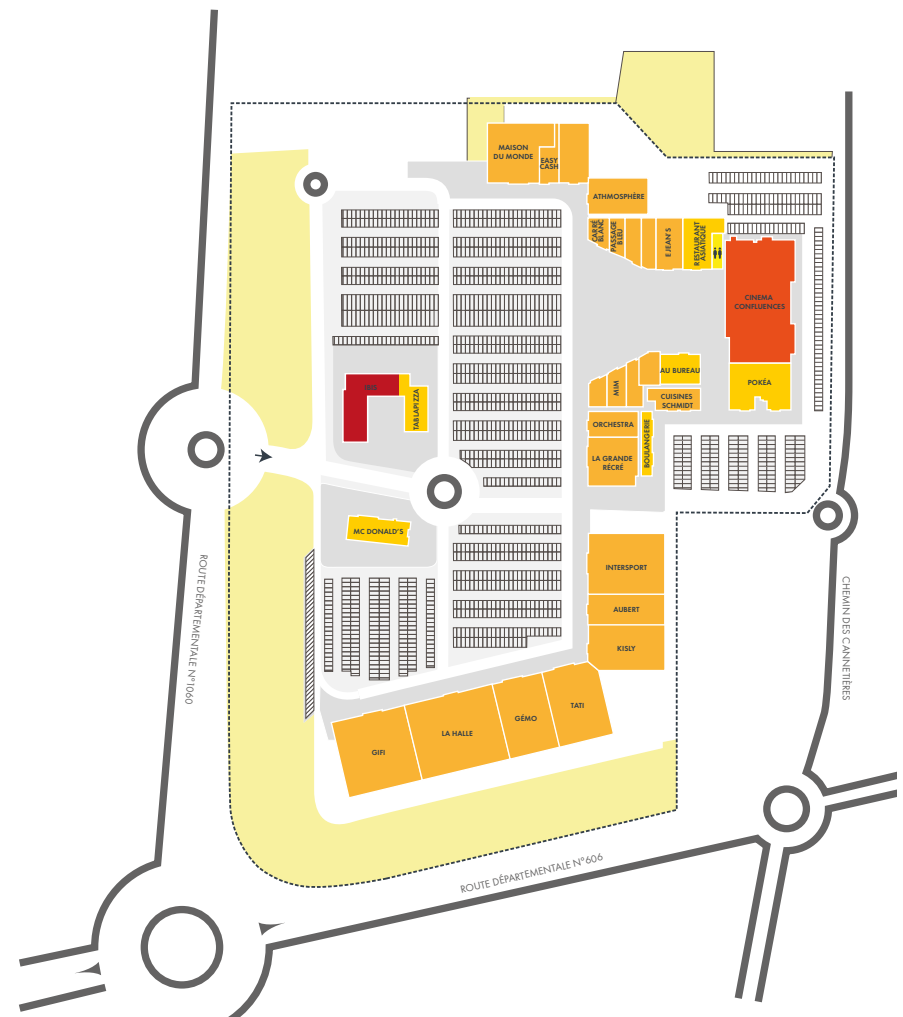 MAISON
DU MONDE
EASY
CASH
ATHMOSPHÈRE
CARRÉ
BLANC
PASSAGE
BLEU
E JEAN'S
RESTAURANT
ASIATIQUE
CINEMA
CONFLUENCES
POKÉA
AU BUREAU
MIM
CUISINES
SCHMIDT
ORCHESTRA
BOULANGERIE
LA GRANDE
RÉCRÉ
TABLAPIZZA
MC DONALD'S
INTERSPORT
AUBERT
KISLY
TATI
GÉMO
LA HALLE
GIFI
ROUTE DÉPARTEMENTALE N°1060
CHEMIN DES CANNETIÈRES
ROUTE DÉPARTEMENTALE N°606